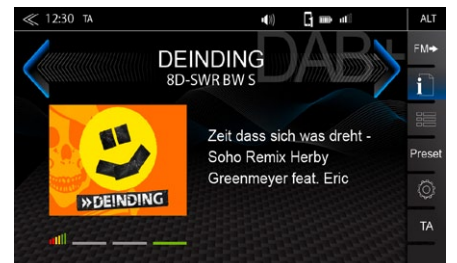 12:30 TA
ALT
DAB+
FM
DEINDING
8D-SWR BW S
i
Zeit dass sich was dreht -
Soho Remix Herby
Greenmeyer feat. Eric
»DEINDING
Preset
TA